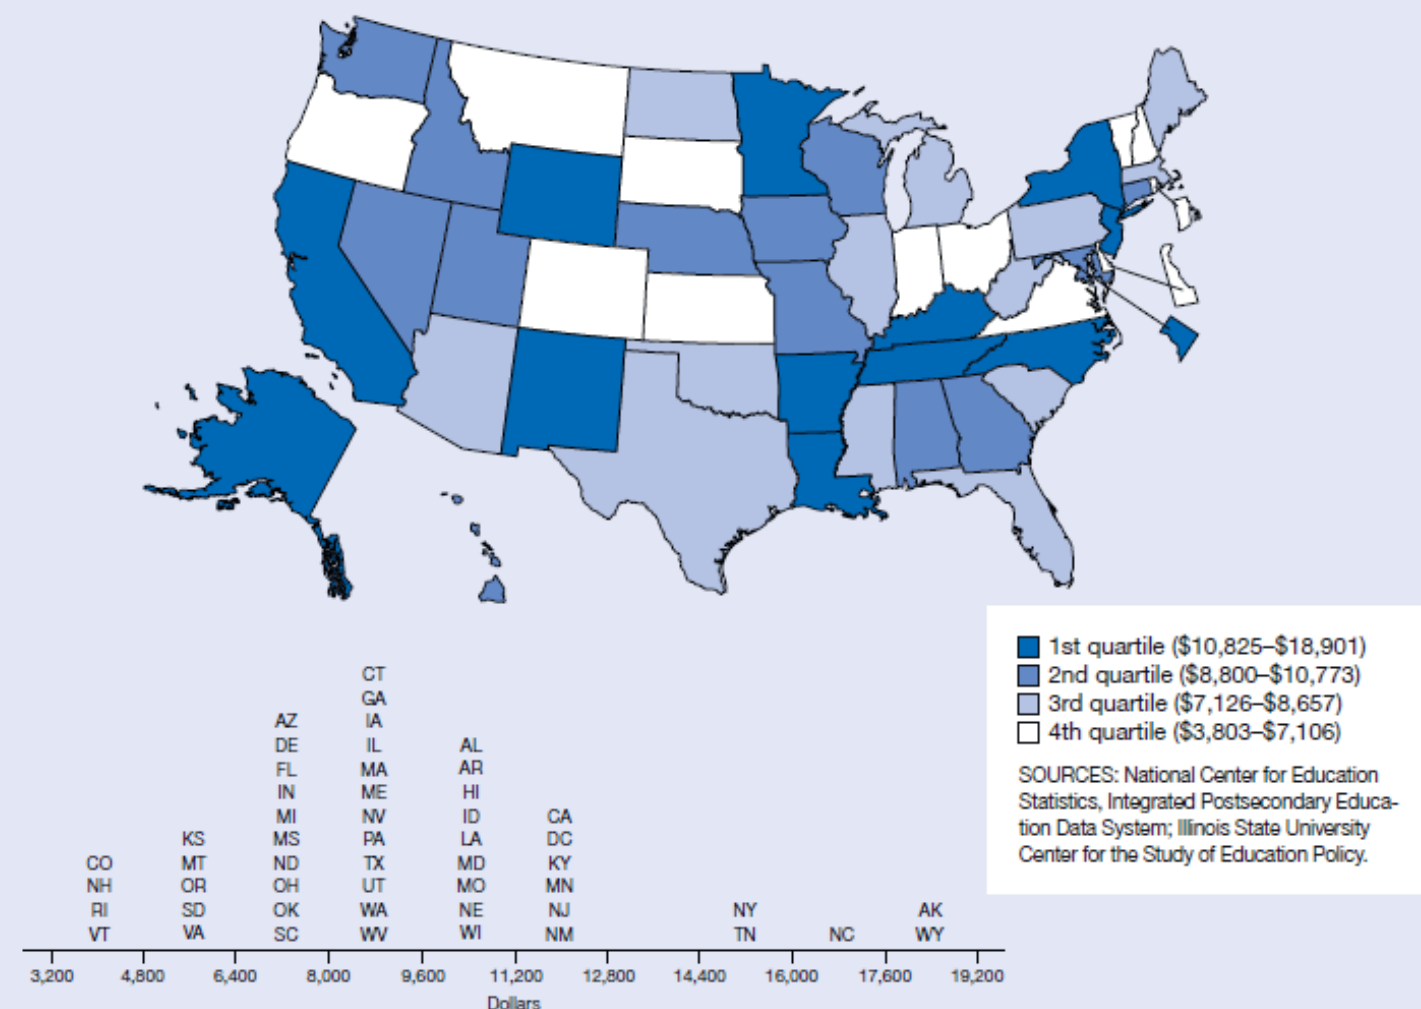 1st quartile ($10,825–$18,901)
2nd quartile ($8,800–$10,773)
3rd quartile ($7,126–$8,657)
4th quartile ($3,803–$7,106)
SOURCES: National Center for Education
Statistics, Integrated Postsecondary Educa-
tion Data System; Illinois State University
Center for the Study of Education Policy.
CT
GA
AZ IA
DE IL AL
FL MA AR
IN ME HI
MI NV ID CA
KS MS PA LA DC
CO MT ND TX MD KY
NH OR OH UT MO MN
RI SD OK WA NE NJ NY AK
VT VA SC WV WI NM TN NC WY
3,200 4,800 6,400 8,000 9,600 11,200 12,800 14,400 16,000 17,600 19,200
Dollars